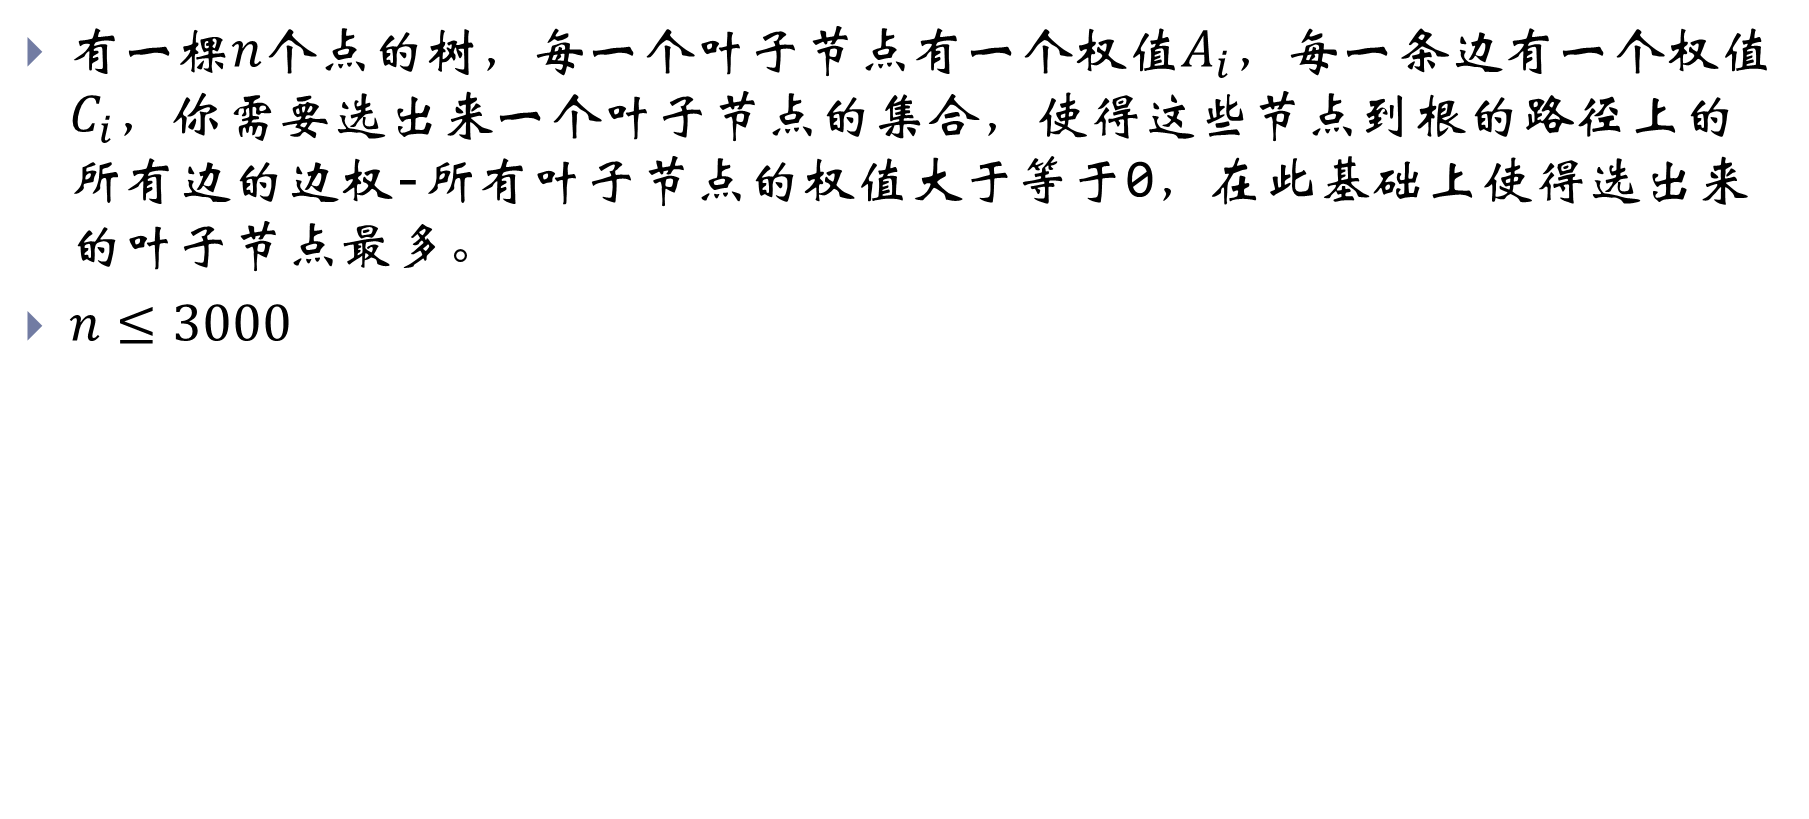 有一棵n个点的树，每一个叶子节点有一个权值Aᵢ，每一条边有一个权值
Cᵢ，你需要选出来一个叶子节点的集合，使得这些节点到根的路径上的
所有边的边权-所有叶子节点的权值大于等于0，在此基础上使得选出来
的叶子节点最多。
n ≤ 3000